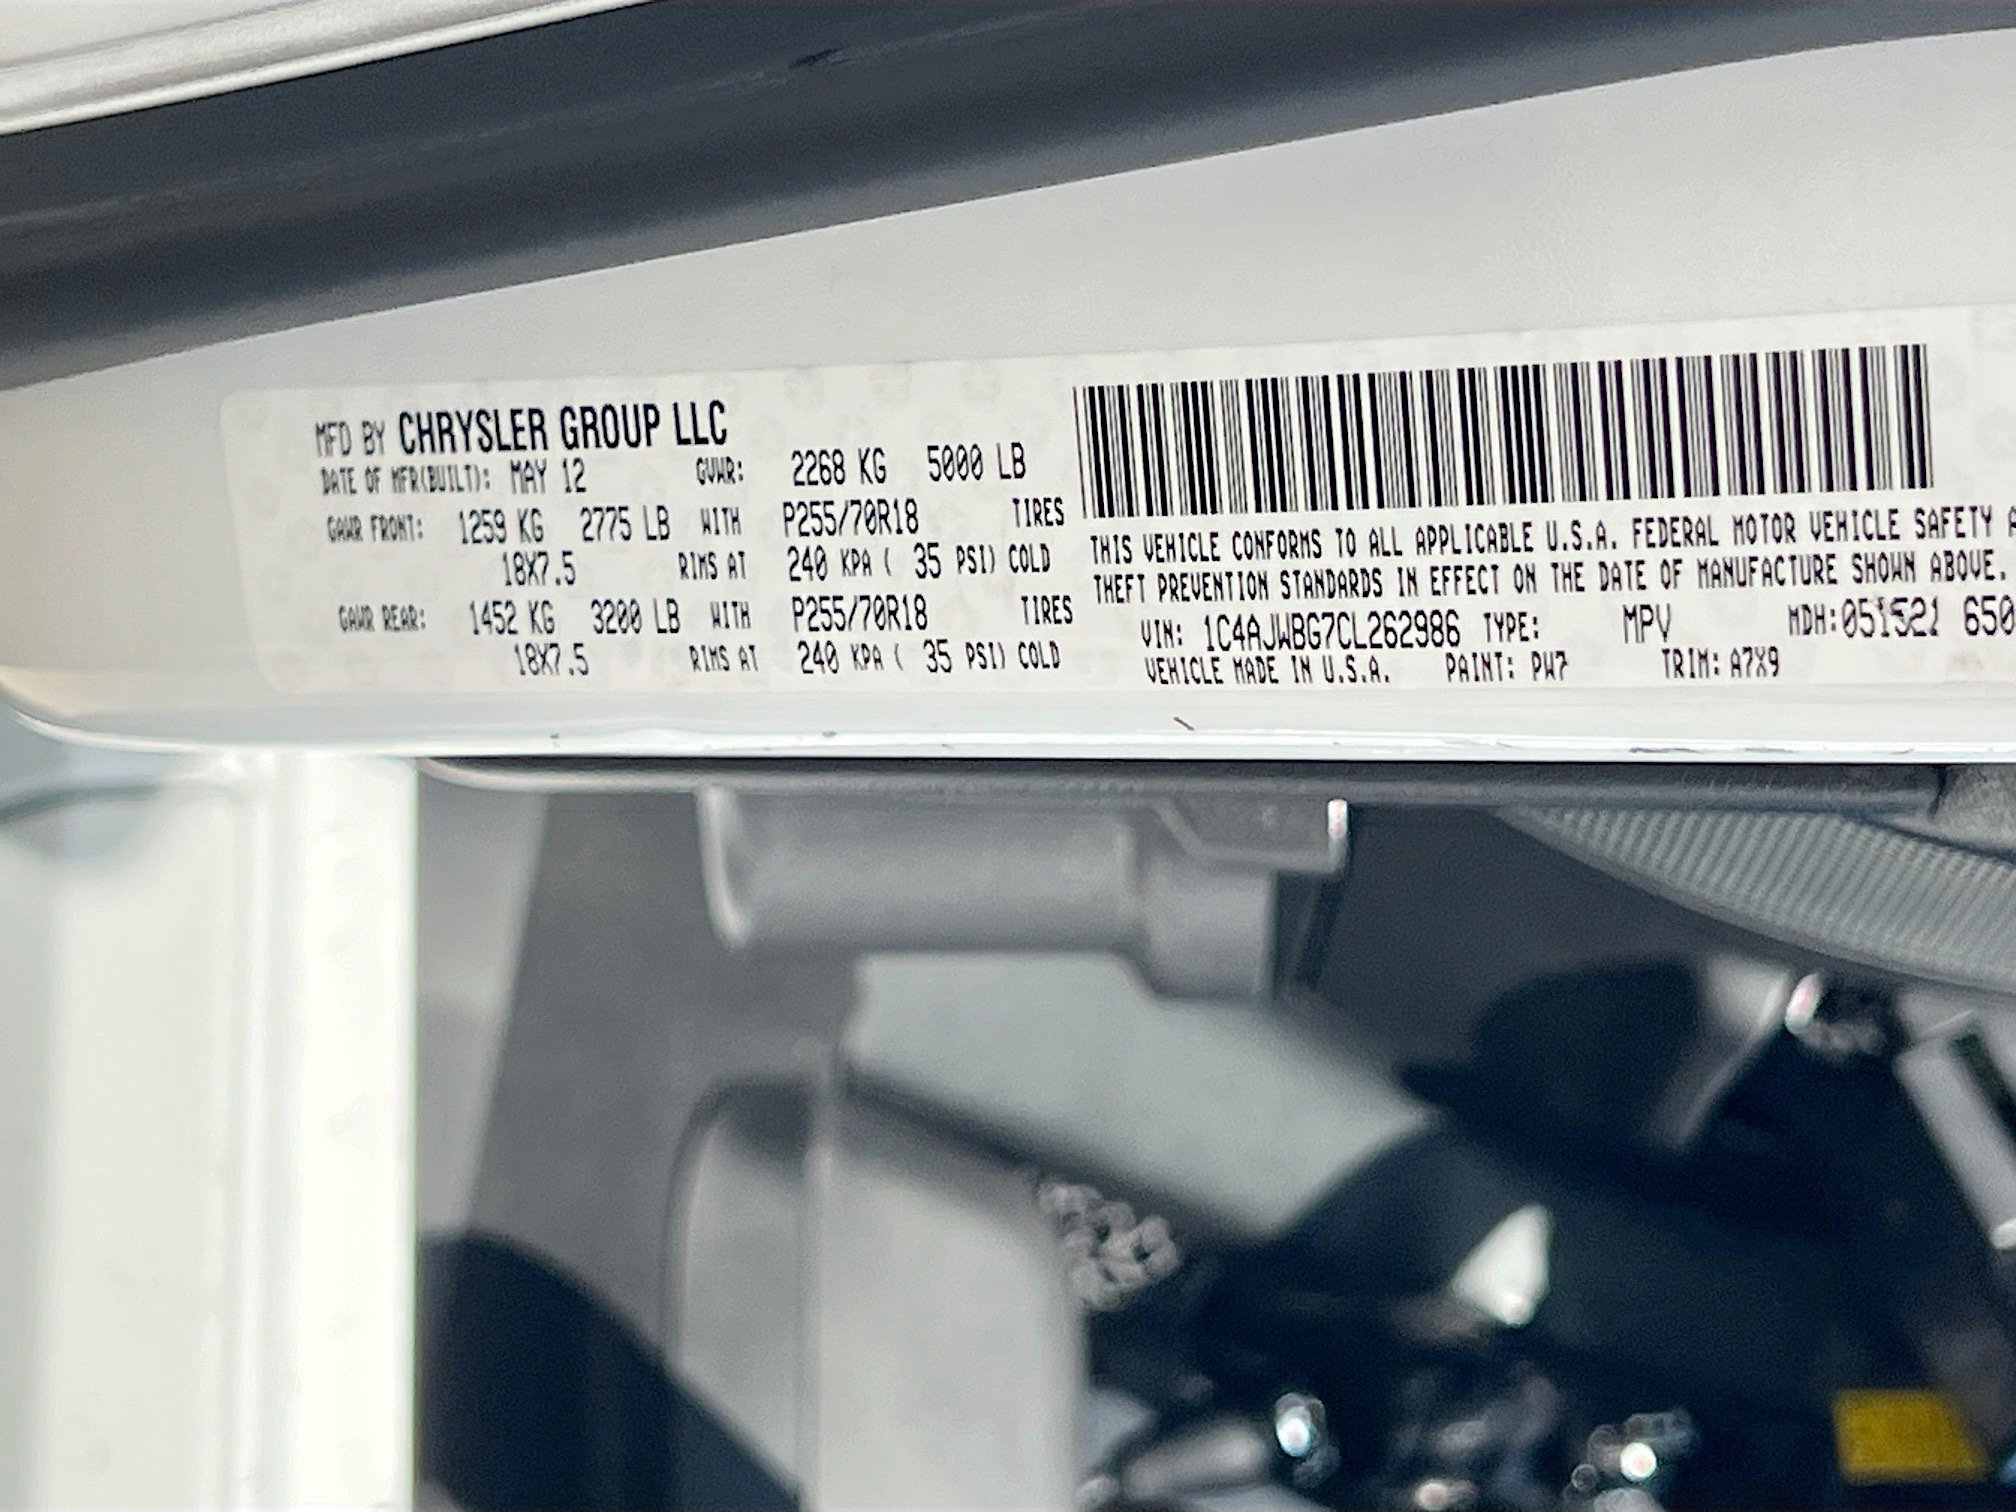 MFD BY CHRYSLER GROUP LLC
DATE OF MFR(BUILT): MAY 12 GVWR: 2268 KG 5000 LB
GAWR FRONT: 1259 KG 2775 LB WITH P255/70R18 TIRES
18X7.5 RIMS AT 240 KPA ( 35 PSI) COLD
GAWR REAR: 1452 KG 3200 LB WITH P255/70R18 TIRES
18X7.5 RIMS AT 240 KPA ( 35 PSI) COLD
THIS VEHICLE CONFORMS TO ALL APPLICABLE U.S.A. FEDERAL MOTOR VEHICLE SAFETY A
THEFT PREVENTION STANDARDS IN EFFECT ON THE DATE OF MANUFACTURE SHOWN ABOVE.
VIN: 1C4AJWBG7CL262986 TYPE: MPV MDH:051521 650
VEHICLE MADE IN U.S.A. PAINT: PW7 TRIM: A7X9